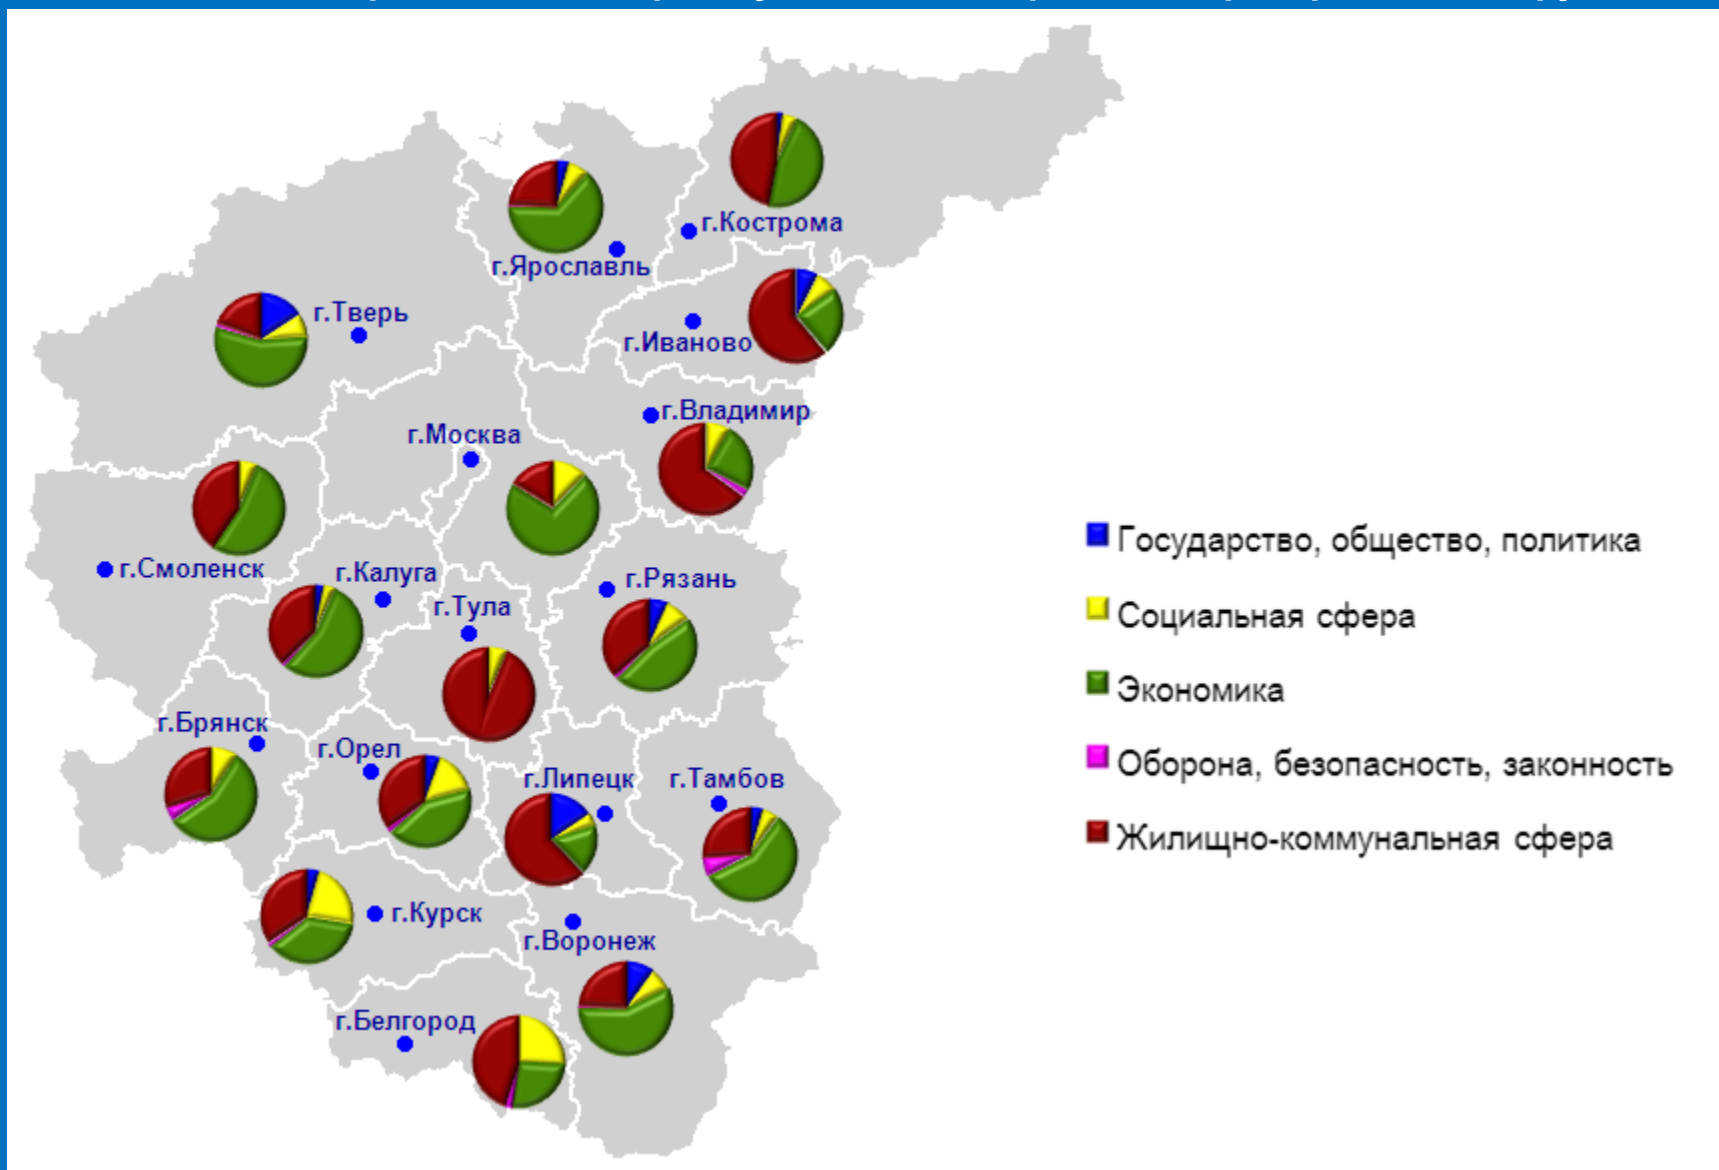 г.Кострома
г.Ярославль
г.Тверь
г.Иваново
г.Владимир
г.Москва
г.Смоленск
г.Калуга
г.Рязань
г.Тула
г.Брянск
г.Орел
г.Липецк
г.Тамбов
г.Курск
г.Воронеж
г.Белгород
Государство, общество, политика
Социальная сфера
Экономика
Оборона, безопасность, законность
Жилищно-коммунальная сфера